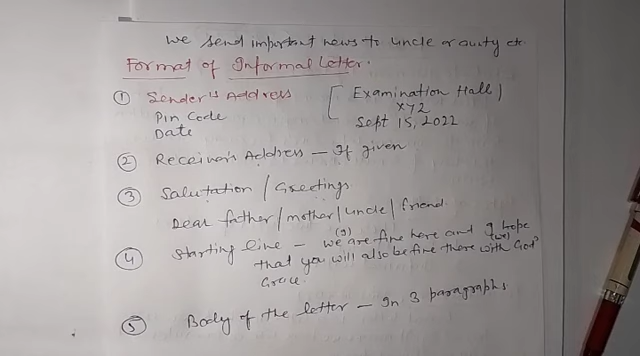 We send important news to uncle or aunty etc.
Format of Informal Letter.
① Sender's Address [Examination Hall,
Pin Code XYZ
Date Sept 15, 2022
② Receiver's Address – If given
③ Salutation / Greetings
Dear father/mother/uncle/friend
④ Starting line – We (I) are fine here and I (we) hope
that you will also be fine there with God
Grace.
⑤ Body of the letter – In 3 paragraphs.